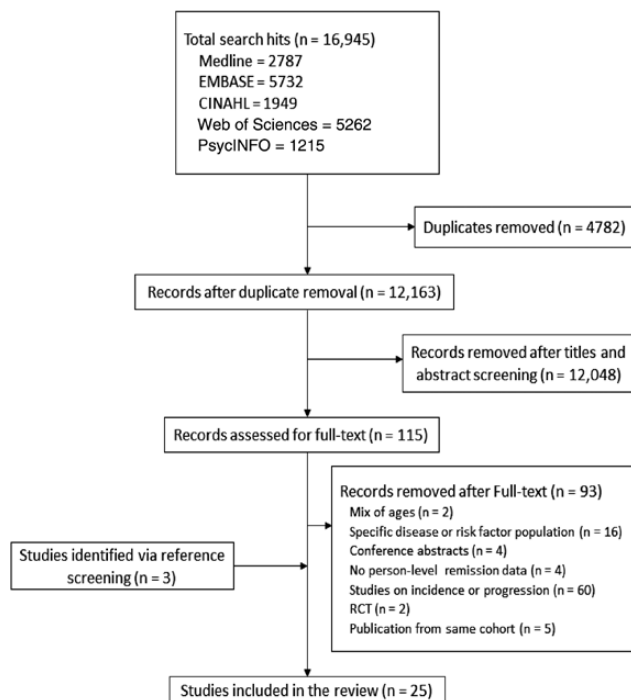 Total search hits (n = 16,945)
Medline = 2787
EMBASE = 5732
CINAHL = 1949
Web of Sciences = 5262
PsycINFO = 1215
Duplicates removed (n = 4782)
Records after duplicate removal (n = 12,163)
Records removed after titles and
abstract screening (n = 12,048)
Records assessed for full-text (n = 115)
Records removed after Full-text (n = 93)
Mix of ages (n = 2)
Specific disease or risk factor population (n = 16)
Conference abstracts (n = 4)
No person-level remission data (n = 4)
Studies on incidence or progression (n = 60)
RCT (n = 2)
Publication from same cohort (n = 5)
Studies identified via reference
screening (n = 3)
Studies included in the review (n = 25)